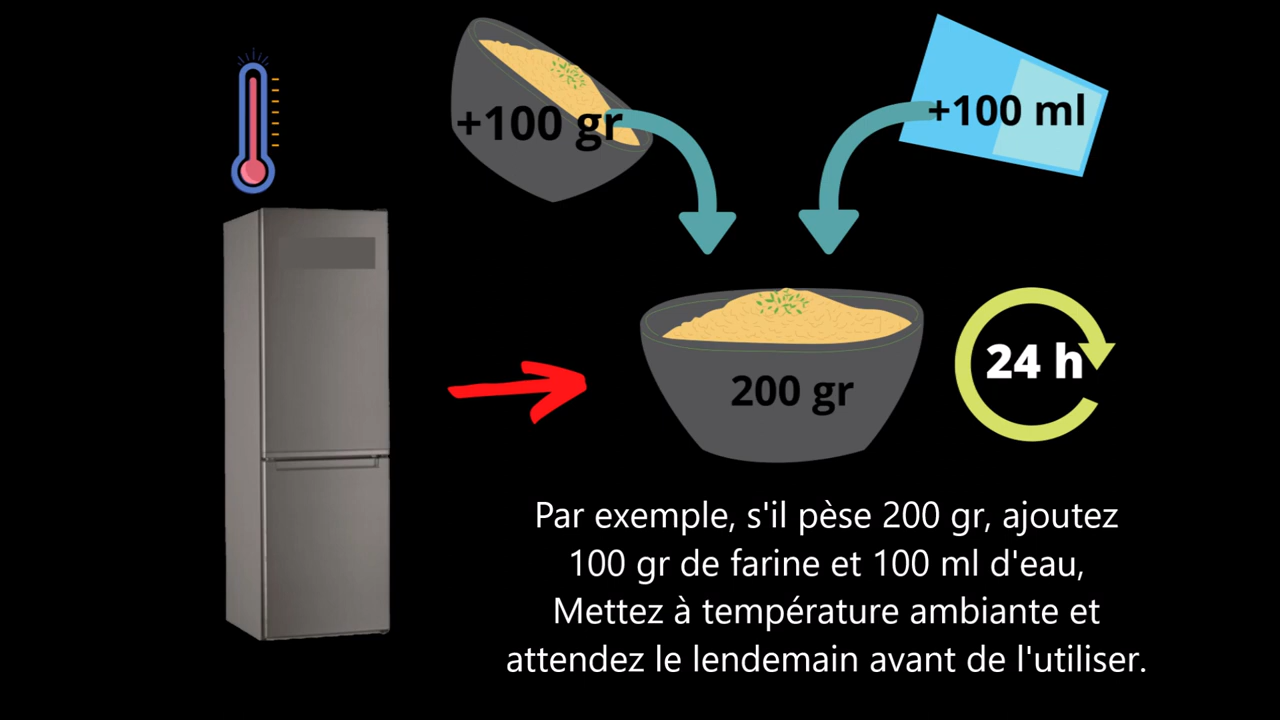 +100 gr
+100 ml
200 gr
24 h
Par exemple, s'il pèse 200 gr, ajoutez
100 gr de farine et 100 ml d'eau,
Mettez à température ambiante et
attendez le lendemain avant de l'utiliser.